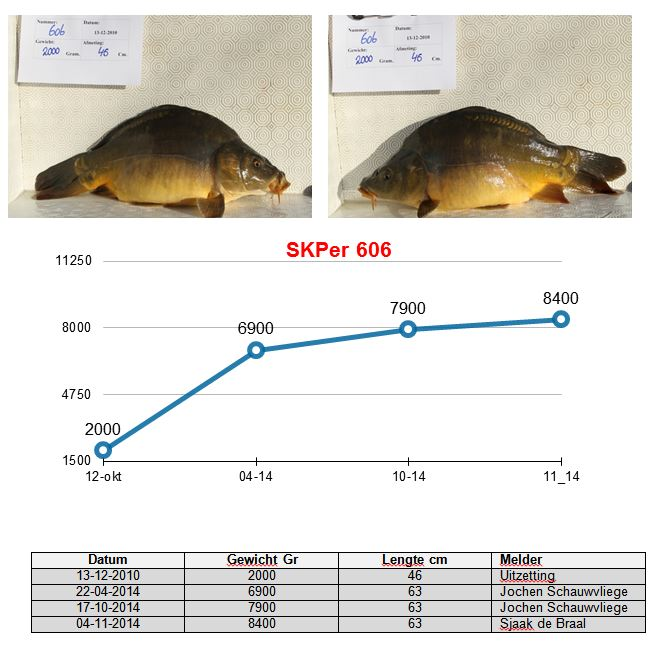 Nummer:
606
Datum:
13-12-2010
Gewicht:
2000 Gram.
Afmeting:
46 Cm.
Nummer:
606
Datum:
13-12-2010
Gewicht:
2000 Gram.
Afmeting:
46 Cm.
SKPer 606
11250
8000
4750
1500
2000
6900
7900
8400
12-okt 04-14 10-14 11_14
Datum Gewicht Gr Lengte cm Melder
13-12-2010 2000 46 Uitzetting
22-04-2014 6900 63 Jochen Schauwvliege
17-10-2014 7900 63 Jochen Schauwvliege
04-11-2014 8400 63 Sjaak de Braal